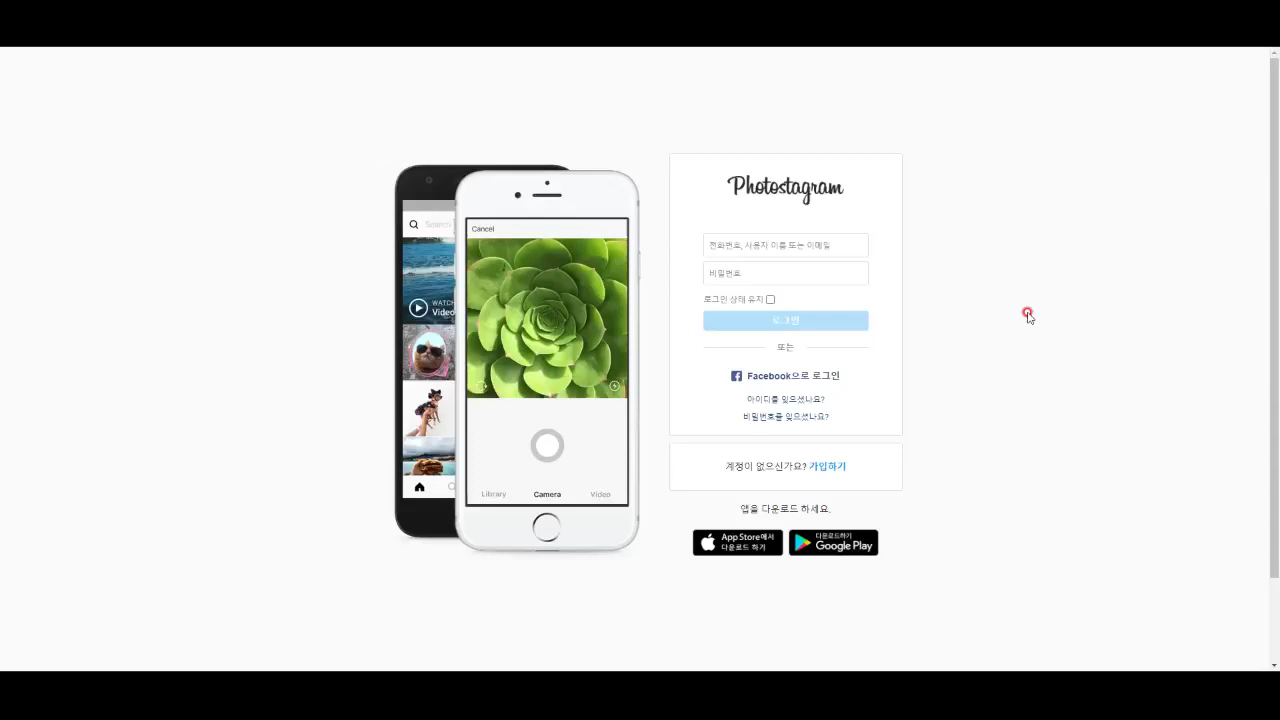 Search
WATCH
Video
Cancel
Library
Camera
Video
Photostagram
전화번호, 사용자 이름 또는 이메일
비밀번호
로그인 상태 유지
로그인
또는
Facebook으로 로그인
아이디를 잊으셨나요?
비밀번호를 잊으셨나요?
계정이 없으신가요? 가입하기
앱을 다운로드 하세요.
App Store에서
다운로드 하기
다운로드하기
Google Play